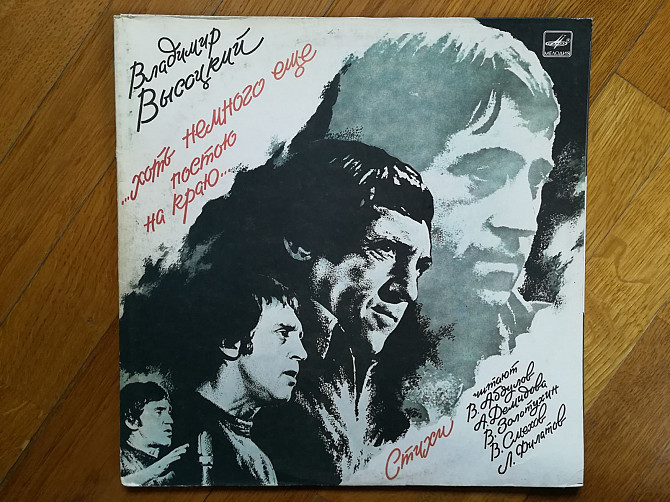 Владимир
Высоцкий
...хоть немного еще
постою
на краю...
МЕЛОДИЯ
Стихи
читают
В. Абдулов
А. Демидова
В. Золотухин
В. Смехов
Л. Филатов